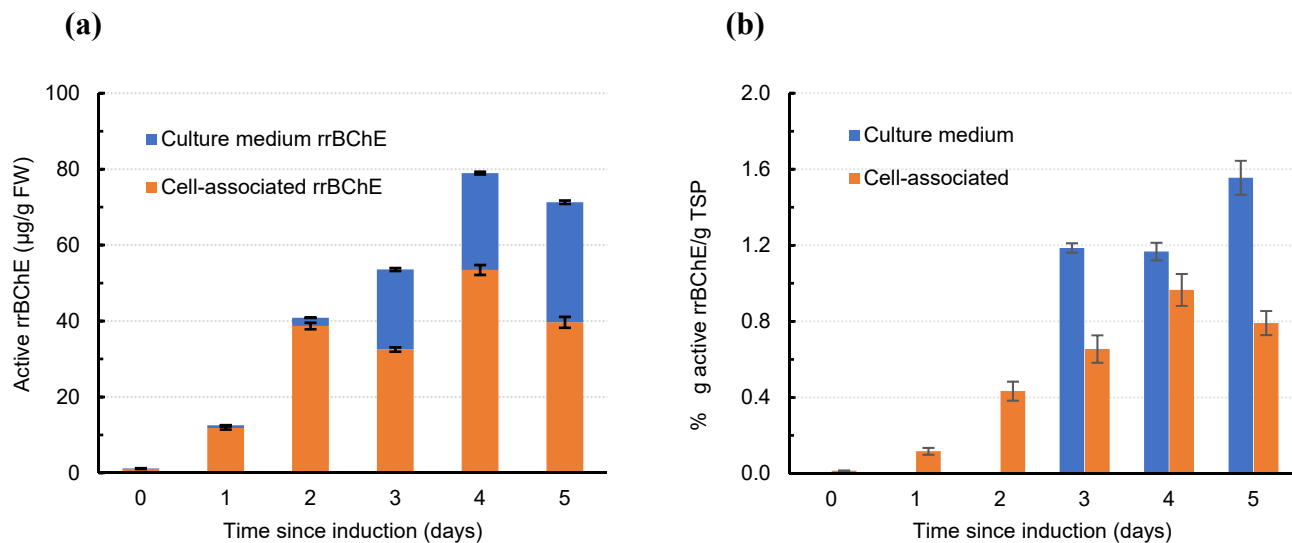 (a)
Active rrBChE (µg/g FW)
100
80
60
40
20
0
Culture medium rrBChE
Cell-associated rrBChE
0 1 2 3 4 5
Time since induction (days)
(b)
% g active rrBChE/g TSP
2.0
1.6
1.2
0.8
0.4
0.0
Culture medium
Cell-associated
0 1 2 3 4 5
Time since induction (days)